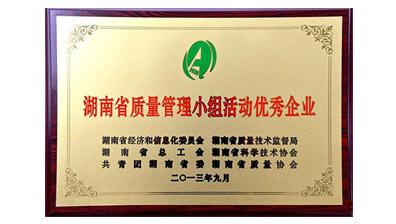 湖南省质量管理小组活动优秀企业
湖南省经济和信息化委员会 湖南省质量技术监督局
湖南省总工会 湖南省科学技术协会
共青团湖南省委 湖南省质量协会
二〇一三年九月